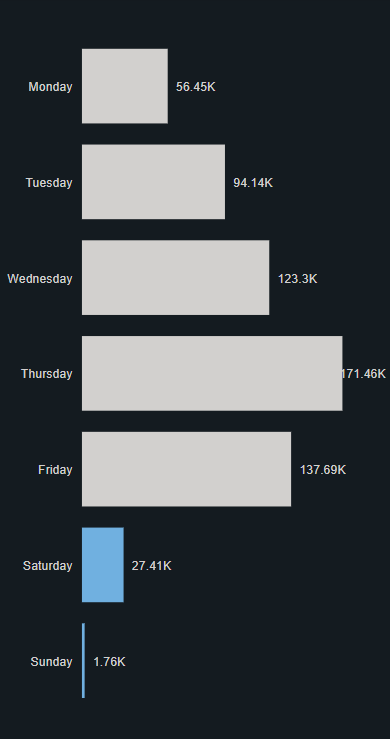 Monday 56.45K
Tuesday 94.14K
Wednesday 123.3K
Thursday 171.46K
Friday 137.69K
Saturday 27.41K
Sunday 1.76K